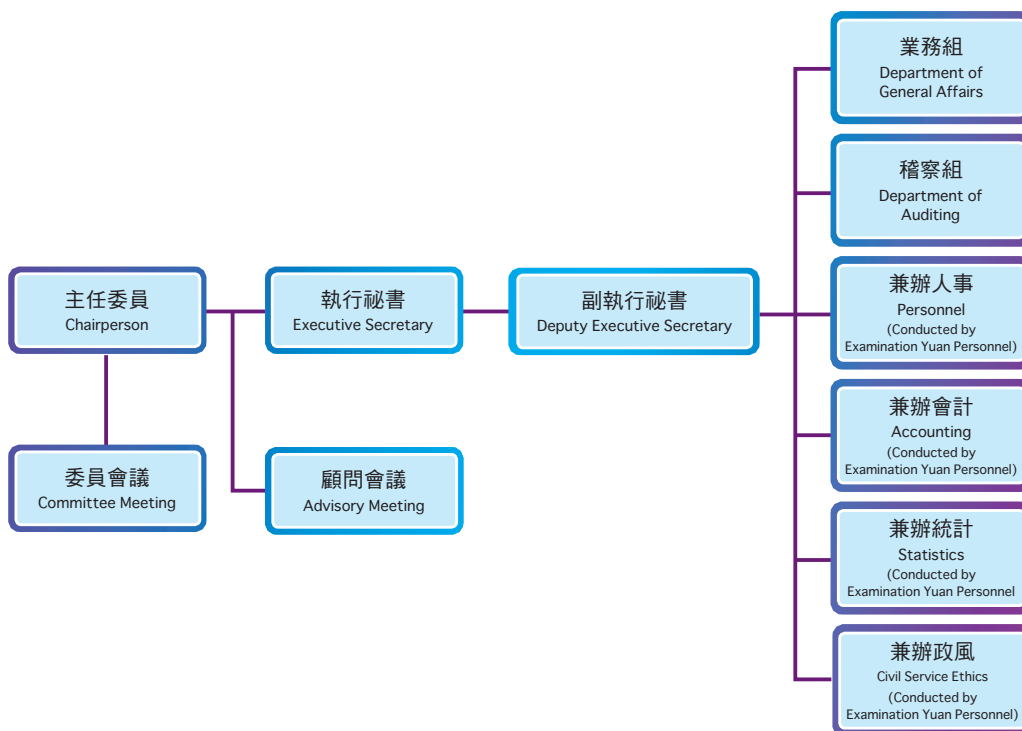 主任委員
Chairperson
委員會議
Committee Meeting
執行祕書
Executive Secretary
顧問會議
Advisory Meeting
副執行祕書
Deputy Executive Secretary
業務組
Department of
General Affairs
稽察組
Department of
Auditing
兼辦人事
Personnel
(Conducted by
Examination Yuan Personnel)
兼辦會計
Accounting
(Conducted by
Examination Yuan Personnel)
兼辦統計
Statistics
(Conducted by
Examination Yuan Personnel
兼辦政風
Civil Service Ethics
(Conducted by
Examination Yuan Personnel)